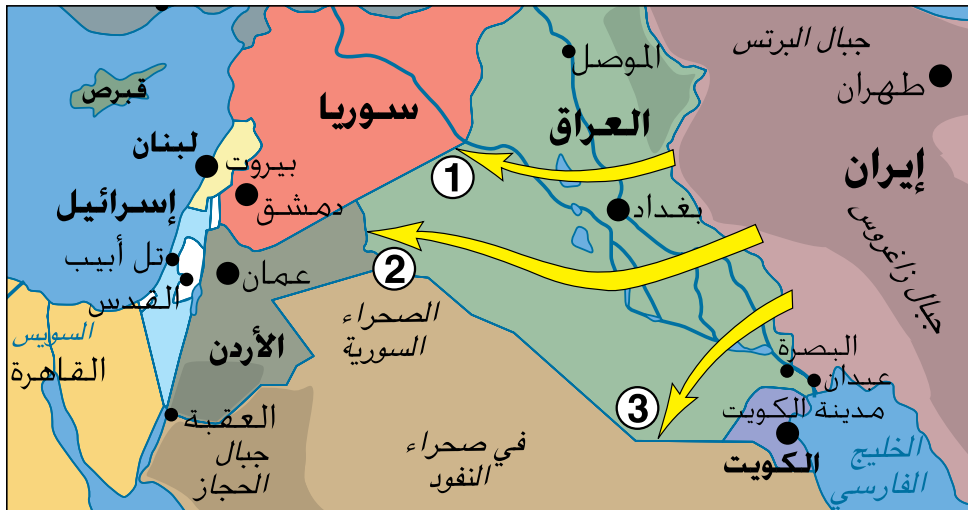 جبال البرتس
طهران
الموصل
قبرص
سوريا
العراق
لبنان
بيروت
إيران
1
إسرائيل
دمشق
بغداد
جبال زاغروس
تل أبيب
عمان
2
القدس
الصحراء
السورية
السويس
القاهرة
الأردن
البصرة
عبدان
3
مدينة الكويت
العقبة
جبال
الحجاز
في صحراء
النفود
الكويت
الخليج
الفارسي